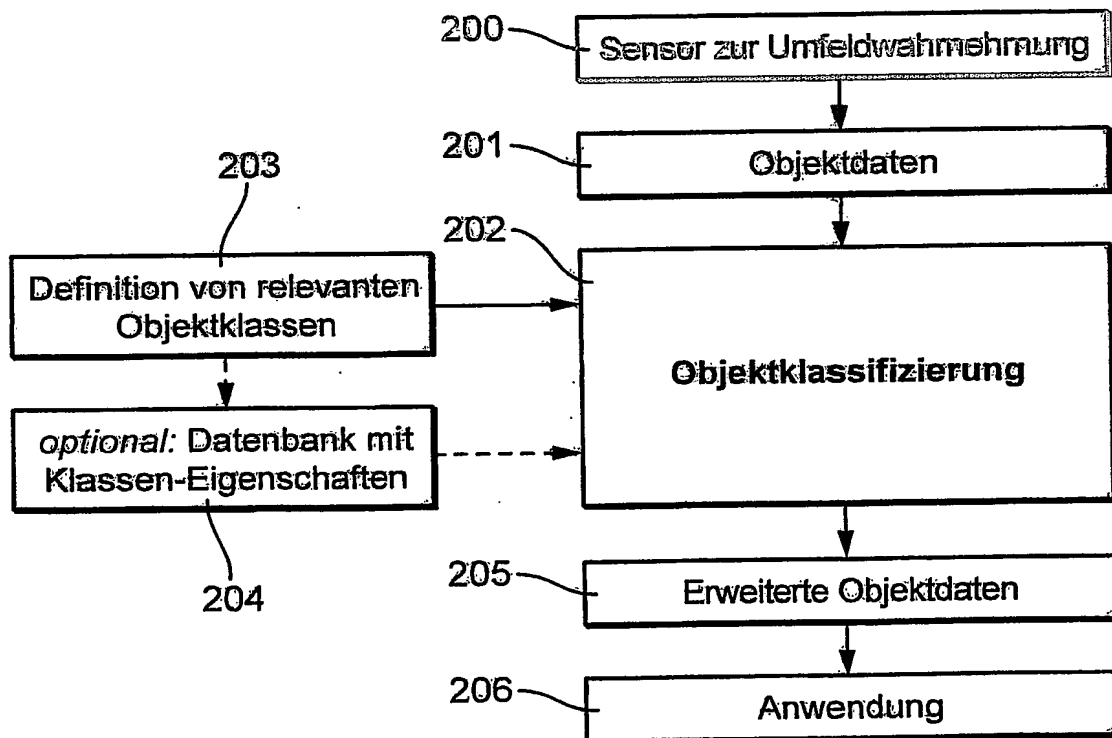 200
Sensor zur Umfeldwahrnehmung
201
Objektdaten
203
202
Definition von relevanten
Objektklassen
Objektklassifizierung
optional: Datenbank mit
Klassen-Eigenschaften
204
205
Erweiterte Objektdaten
206
Anwendung